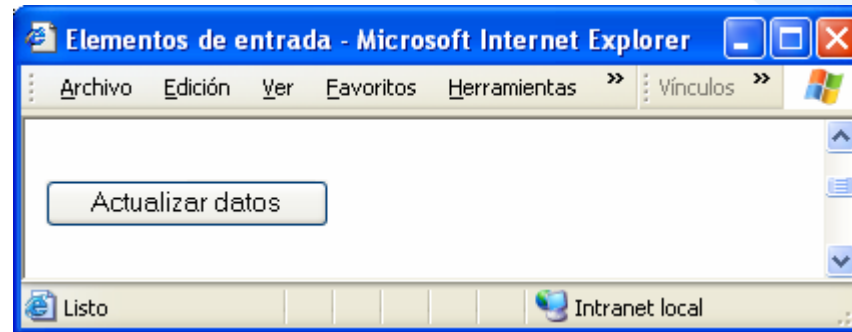 Elementos de entrada - Microsoft Internet Explorer
Archivo Edición Ver Favoritos Herramientas » Vínculos »
Actualizar datos
Listo Intranet local